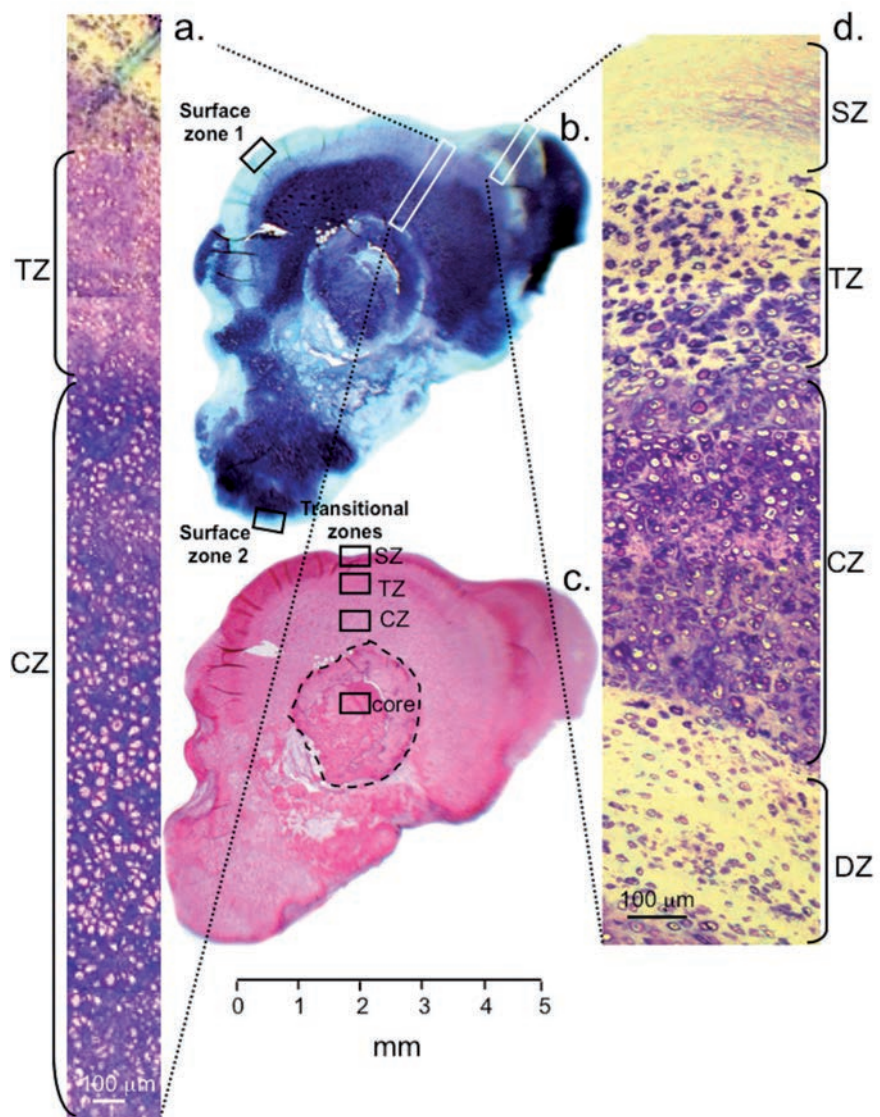 a.
TZ
CZ
100 μm
Surface
zone 1
b.
Surface
zone 2
Transitional
zones
SZ
TZ
CZ
core
c.
0 1 2 3 4 5
mm
d.
SZ
TZ
CZ
DZ
100 μm